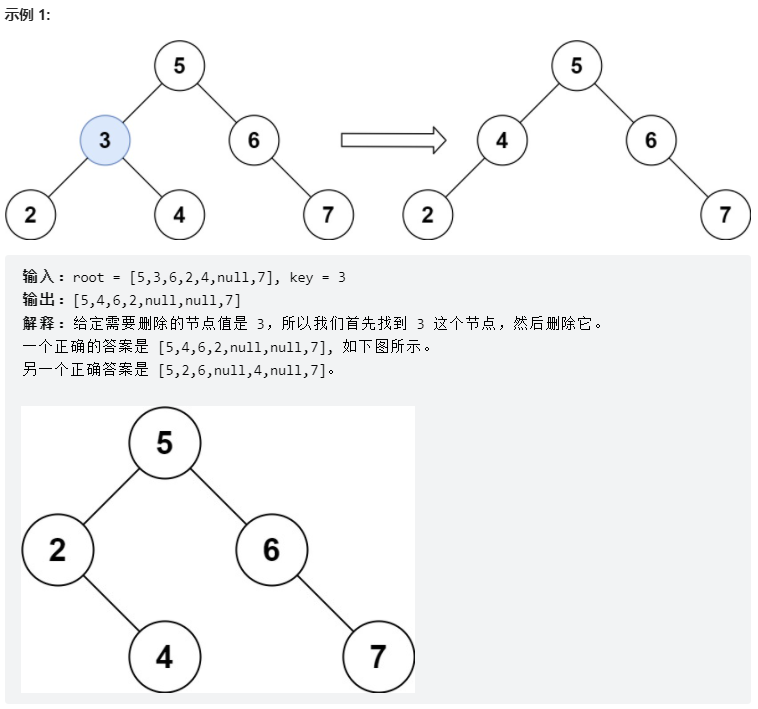 示例 1:
5
5
3
6
4
6
2
4
7
2
7
输入：root = [5,3,6,2,4,null,7], key = 3
输出：[5,4,6,2,null,null,7]
解释：给定需要删除的节点值是 3，所以我们首先找到 3 这个节点，然后删除它。
一个正确的答案是 [5,4,6,2,null,null,7], 如下图所示。
另一个正确答案是 [5,2,6,null,4,null,7]。
5
2
6
4
7